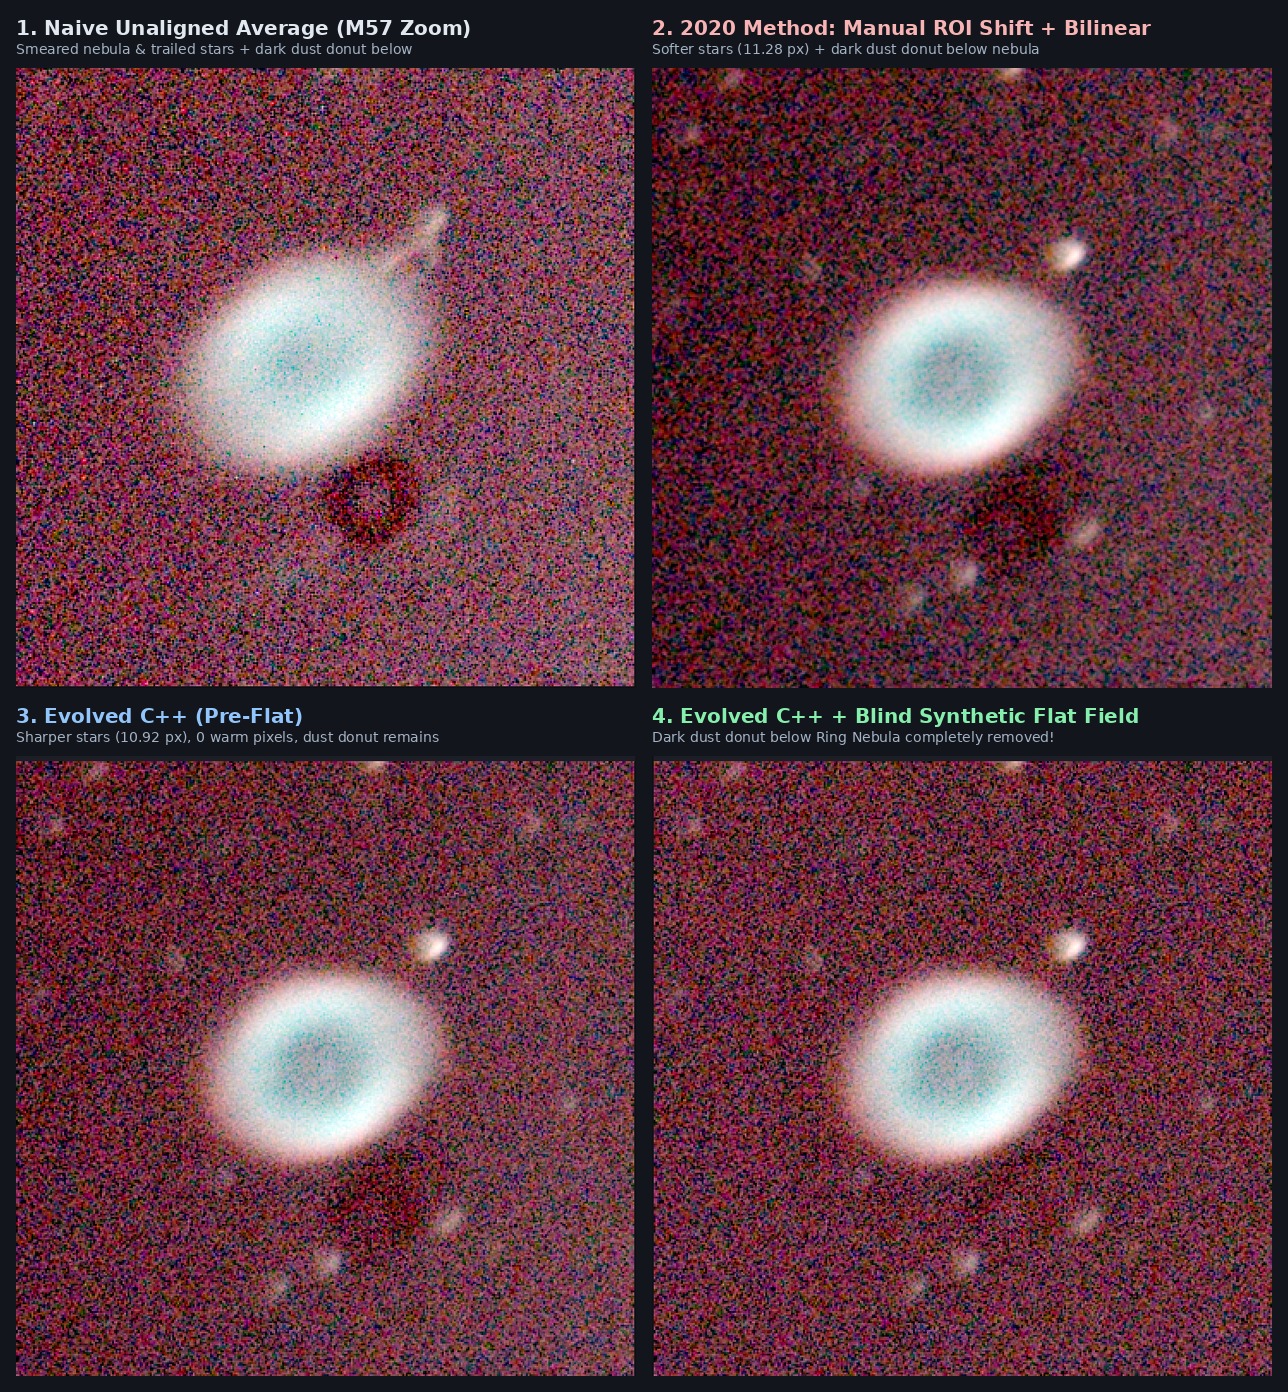 1. Naive Unaligned Average (M57 Zoom)
Smeared nebula & trailed stars + dark dust donut below
2. 2020 Method: Manual ROI Shift + Bilinear
Softer stars (11.28 px) + dark dust donut below nebula
3. Evolved C++ (Pre-Flat)
Sharper stars (10.92 px), 0 warm pixels, dust donut remains
4. Evolved C++ + Blind Synthetic Flat Field
Dark dust donut below Ring Nebula completely removed!